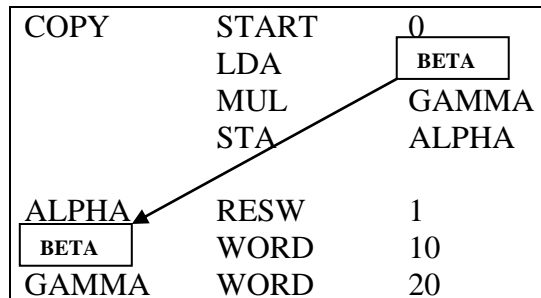 COPY START 0
LDA BETA
MUL GAMMA
STA ALPHA
ALPHA RESW 1
BETA WORD 10
GAMMA WORD 20